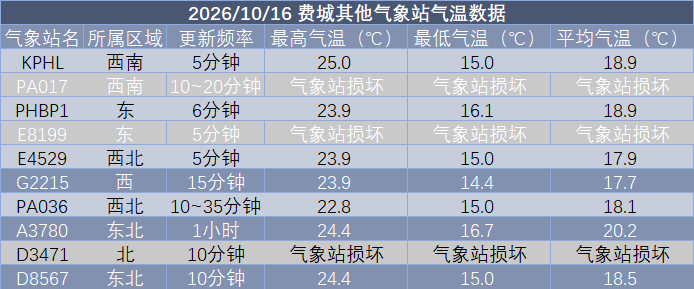 2026/10/16 费城其他气象站气温数据
气象站名 所属区域 更新频率 最高气温（℃） 最低气温（℃） 平均气温（℃）
KPHL 西南 5分钟 25.0 15.0 18.9
PA017 西南 10~20分钟 气象站损坏 气象站损坏 气象站损坏
PHBP1 东 6分钟 23.9 16.1 18.9
E8199 东 5分钟 气象站损坏 气象站损坏 气象站损坏
E4529 西北 5分钟 23.9 15.0 17.9
G2215 西 15分钟 23.9 14.4 17.7
PA036 西北 10~35分钟 22.8 15.0 18.1
A3780 东北 1小时 24.4 16.7 20.2
D3471 北 10分钟 气象站损坏 气象站损坏 气象站损坏
D8567 东北 10分钟 24.4 15.0 18.5